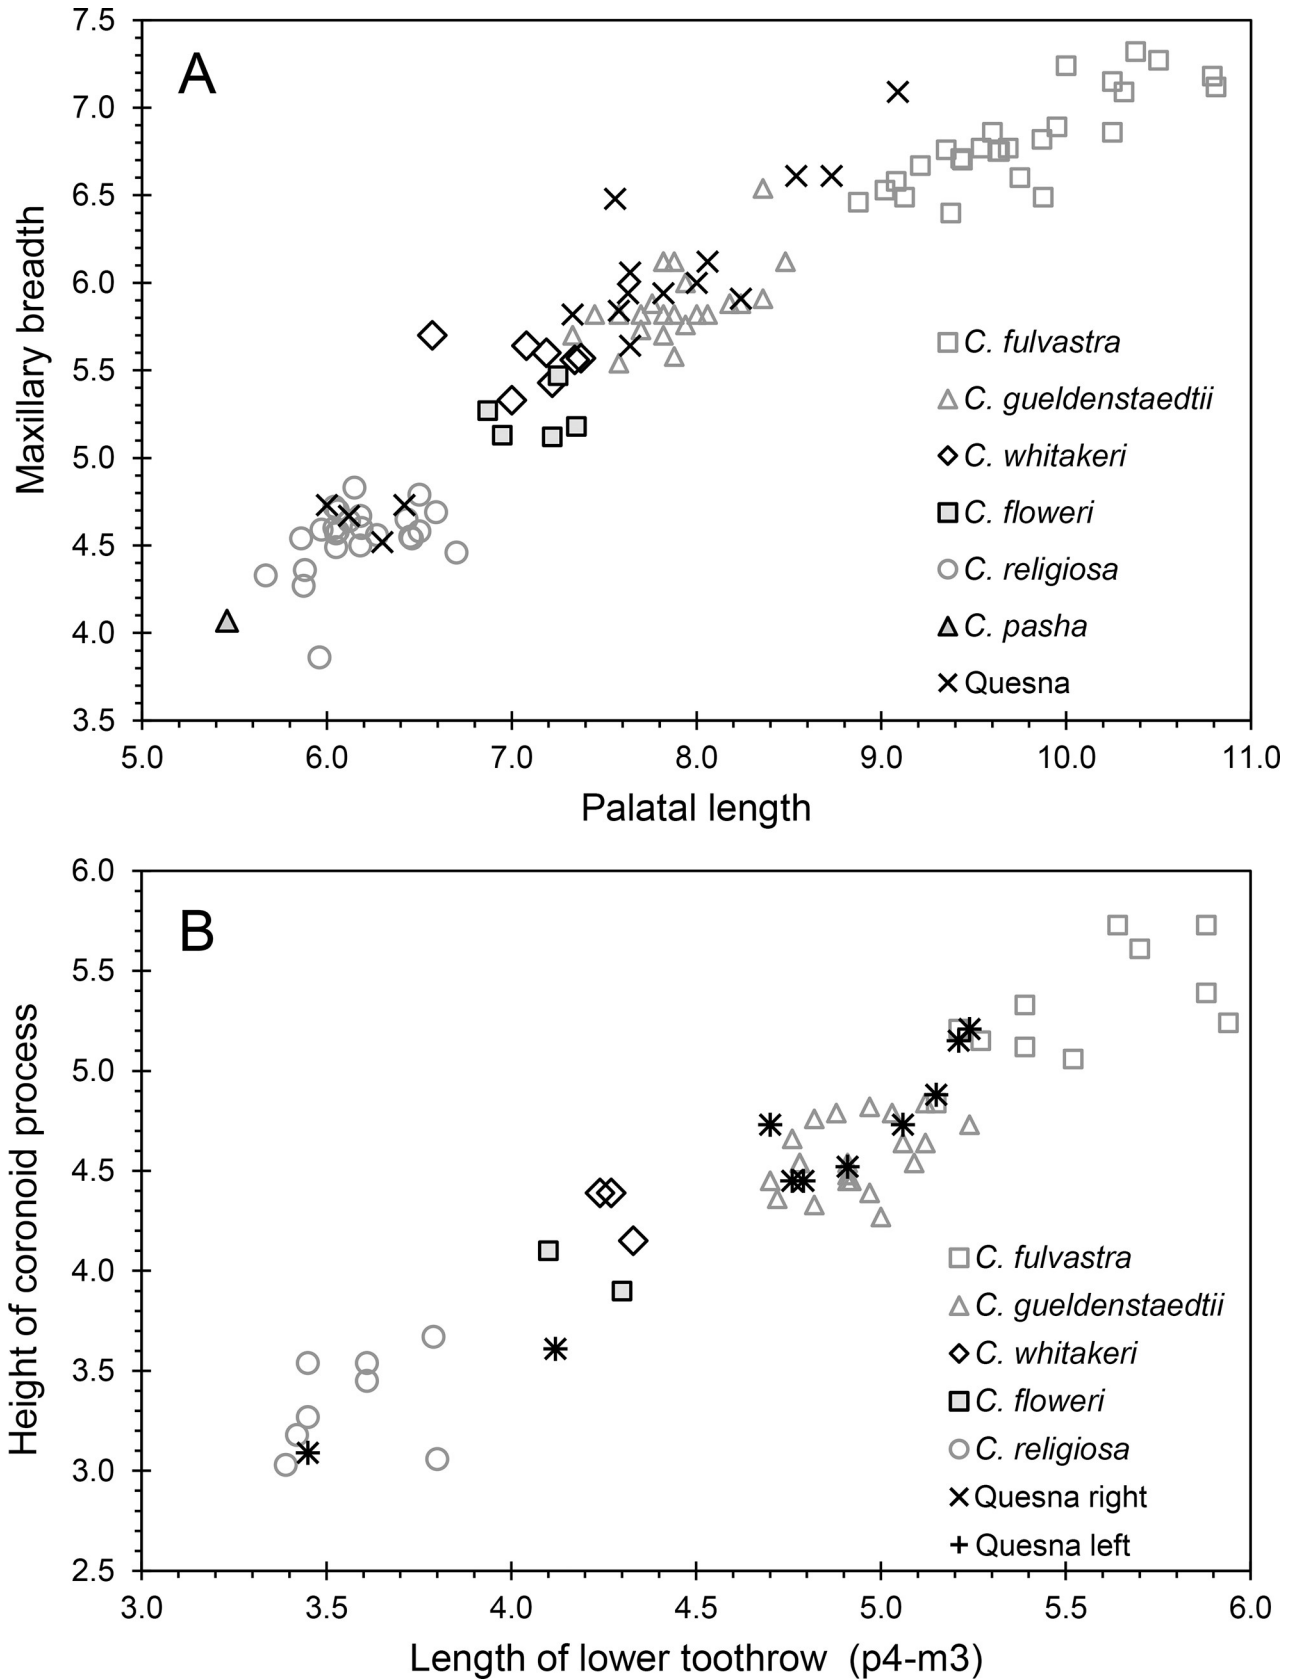 A
7.5
7.0
6.5
6.0
5.5
5.0
4.5
4.0
3.5
Maxillary breadth
C. fulvastra
C. gueldenstaedtii
C. whitakeri
C. floweri
C. religiosa
C. pasha
Quesna
5.0 6.0 7.0 8.0 9.0 10.0 11.0
Palatal length
B
6.0
5.5
5.0
4.5
4.0
3.5
3.0
2.5
Height of coronoid process
C. fulvastra
C. gueldenstaedtii
C. whitakeri
C. floweri
C. religiosa
Quesna right
Quesna left
3.0 3.5 4.0 4.5 5.0 5.5 6.0
Length of lower toothrow (p4-m3)